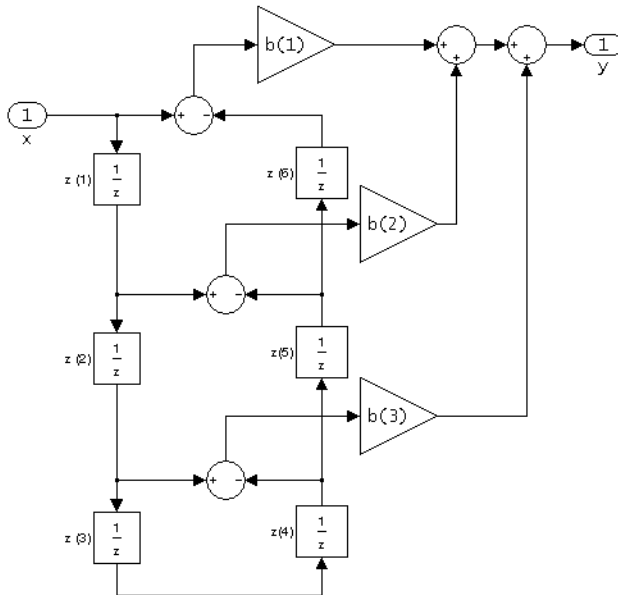 b(1)
+ + 1
+ +
y
1
+ -
x
z (1) 1/z
z (6) 1/z
b(2)
+ -
z (2) 1/z
z(5) 1/z
b(3)
+ -
z (3) 1/z
z(4) 1/z